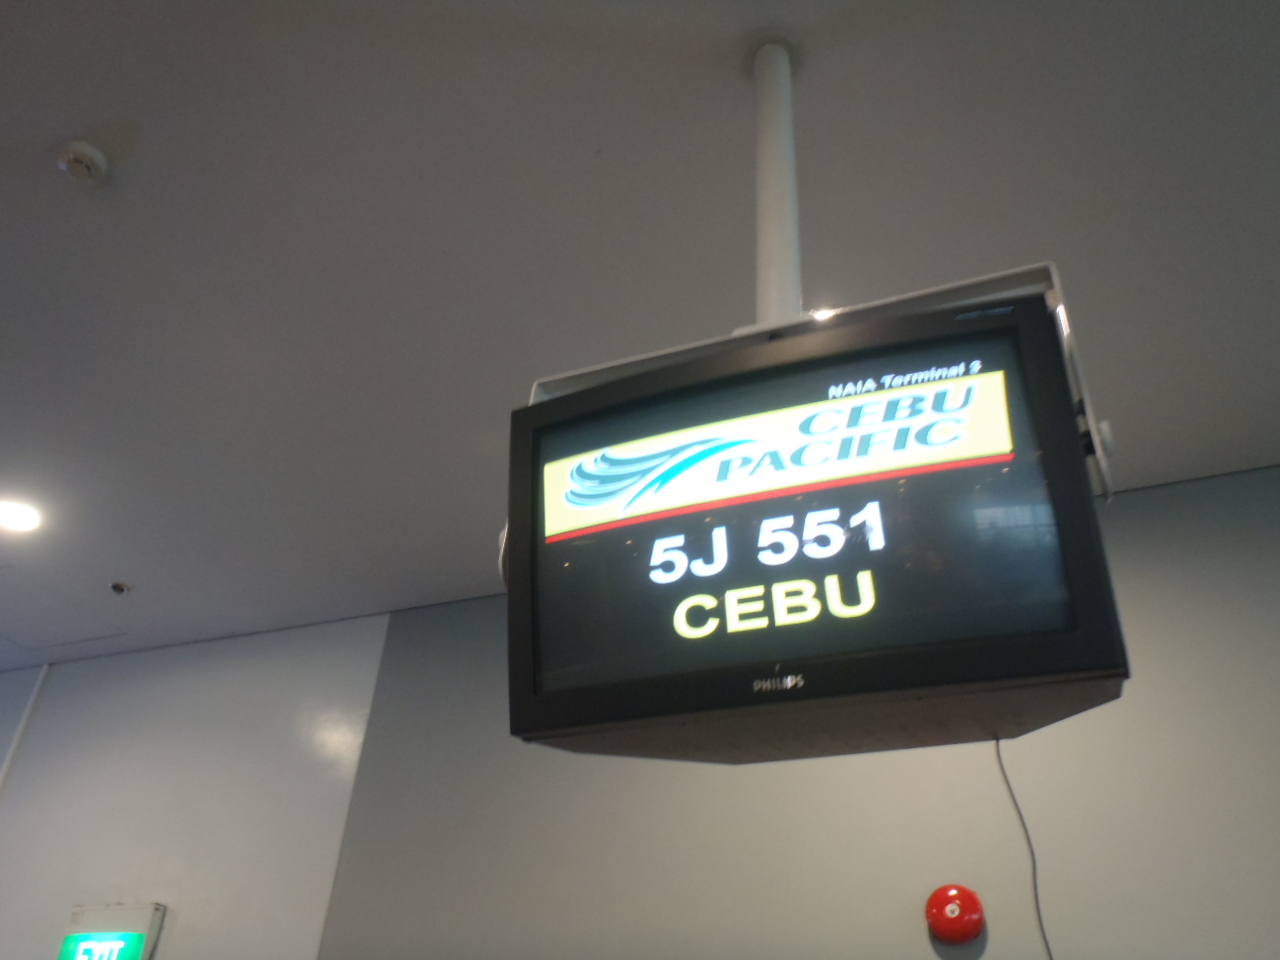 NAIA Terminal 3
CEBU
PACIFIC
5J 551
CEBU
PHILIPS
EXIT